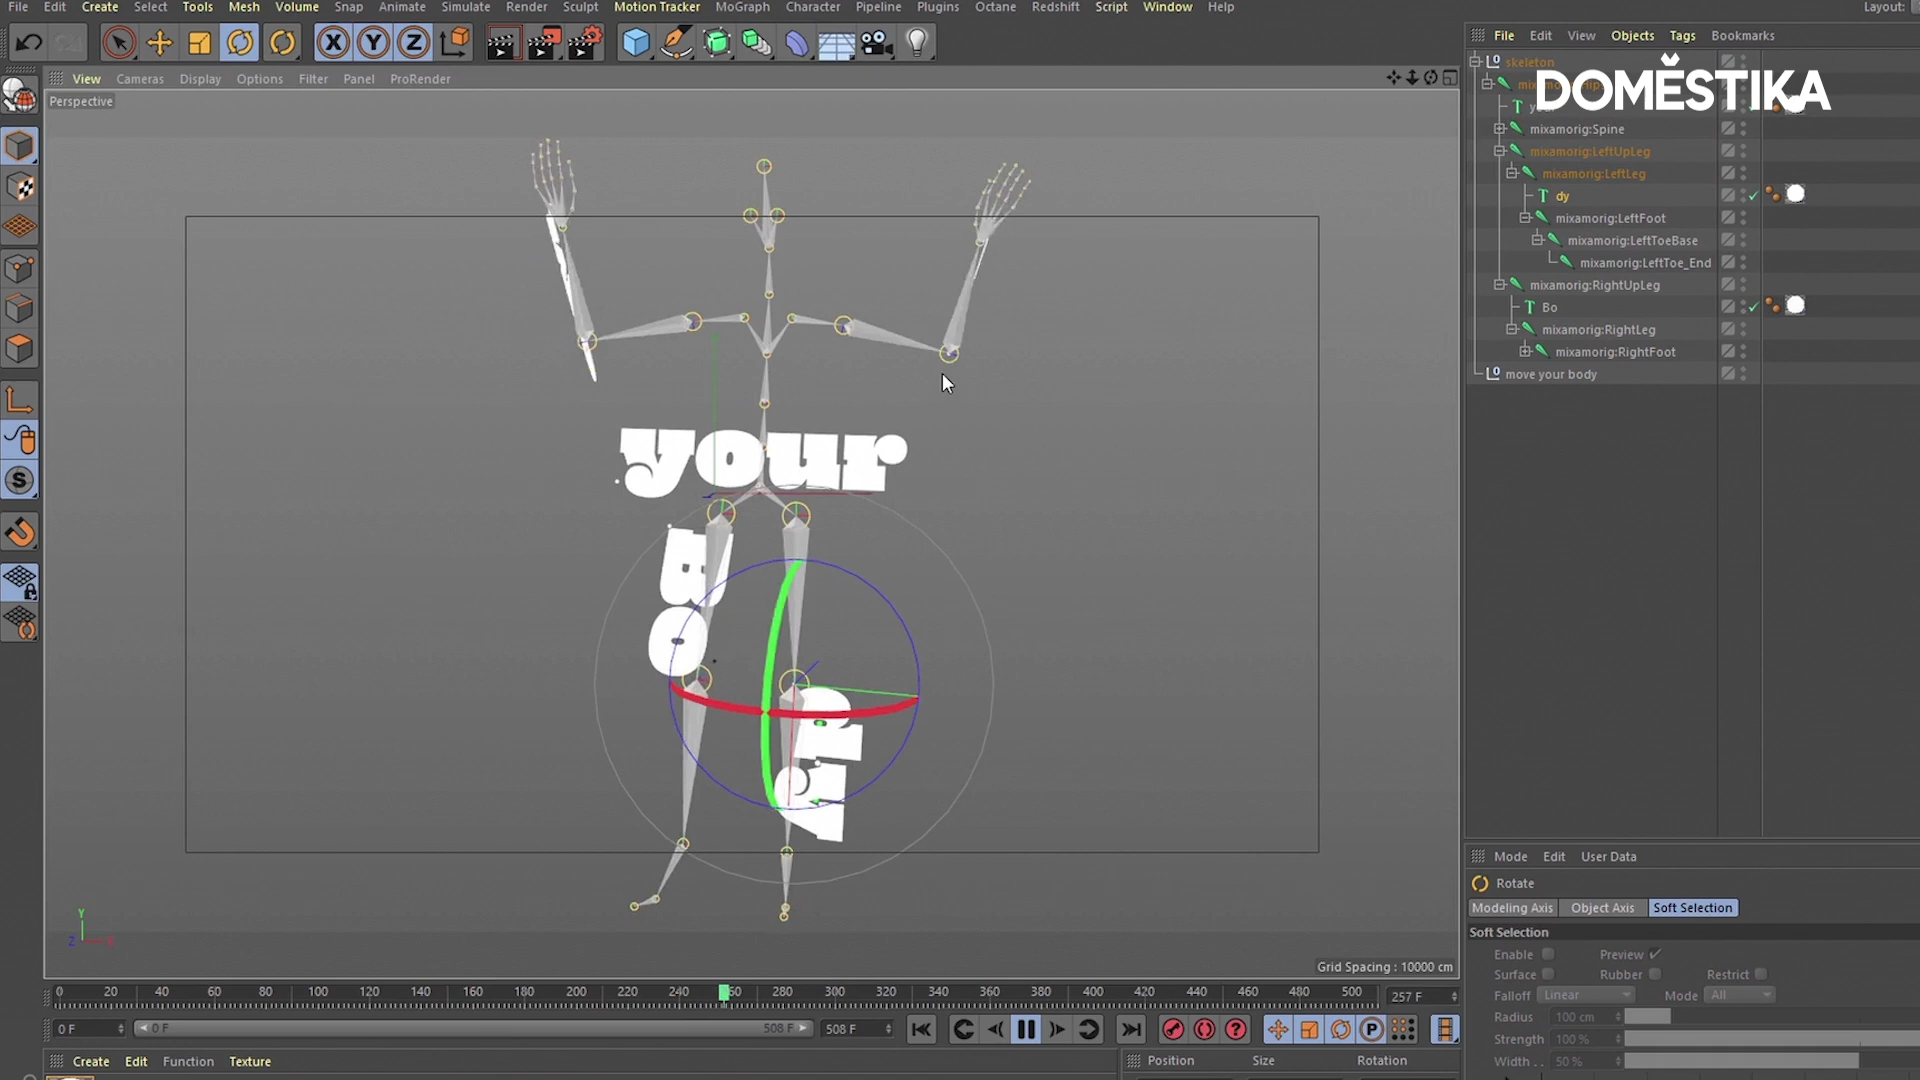 File Edit Create Select Tools Mesh Volume Snap Animate Simulate Render Sculpt Motion Tracker MoGraph Character Pipeline Plugins Octane Redshift Script Window Help Layout:
X Y Z
File Edit View Objects Tags Bookmarks
View Cameras Display Options Filter Panel ProRender
Perspective
skeleton
DOMĚSTIKA
mixamorig:Spine
mixamorig:LeftUpLeg
mixamorig:LeftLeg
dy
mixamorig:LeftFoot
mixamorig:LeftToeBase
mixamorig:LeftToe_End
mixamorig:RightUpLeg
Bo
mixamorig:RightLeg
mixamorig:RightFoot
move your body
your
Bo
dy
S
Y
Z X
Grid Spacing : 10000 cm
Mode Edit User Data
Rotate
Modeling Axis Object Axis Soft Selection
Soft Selection
Enable Preview
Surface Rubber Restrict
Falloff Linear Mode All
Radius 100 cm
Strength 100 %
Width . . 50 %
0 20 40 60 80 100 120 140 160 180 200 220 240 60 280 300 320 340 360 380 400 420 440 460 480 500 257 F
0 F 0 F 508 F 508 F
P
Create Edit Function Texture
Position Size Rotation